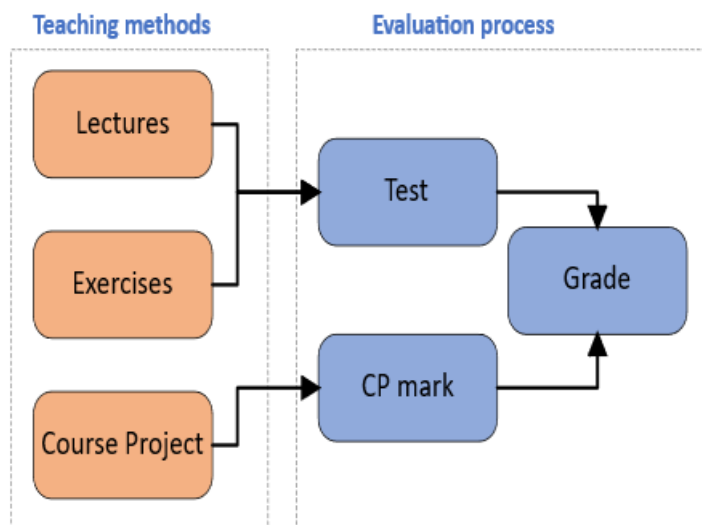 Teaching methods
Evaluation process
Lectures
Test
Exercises
Grade
CP mark
Course Project